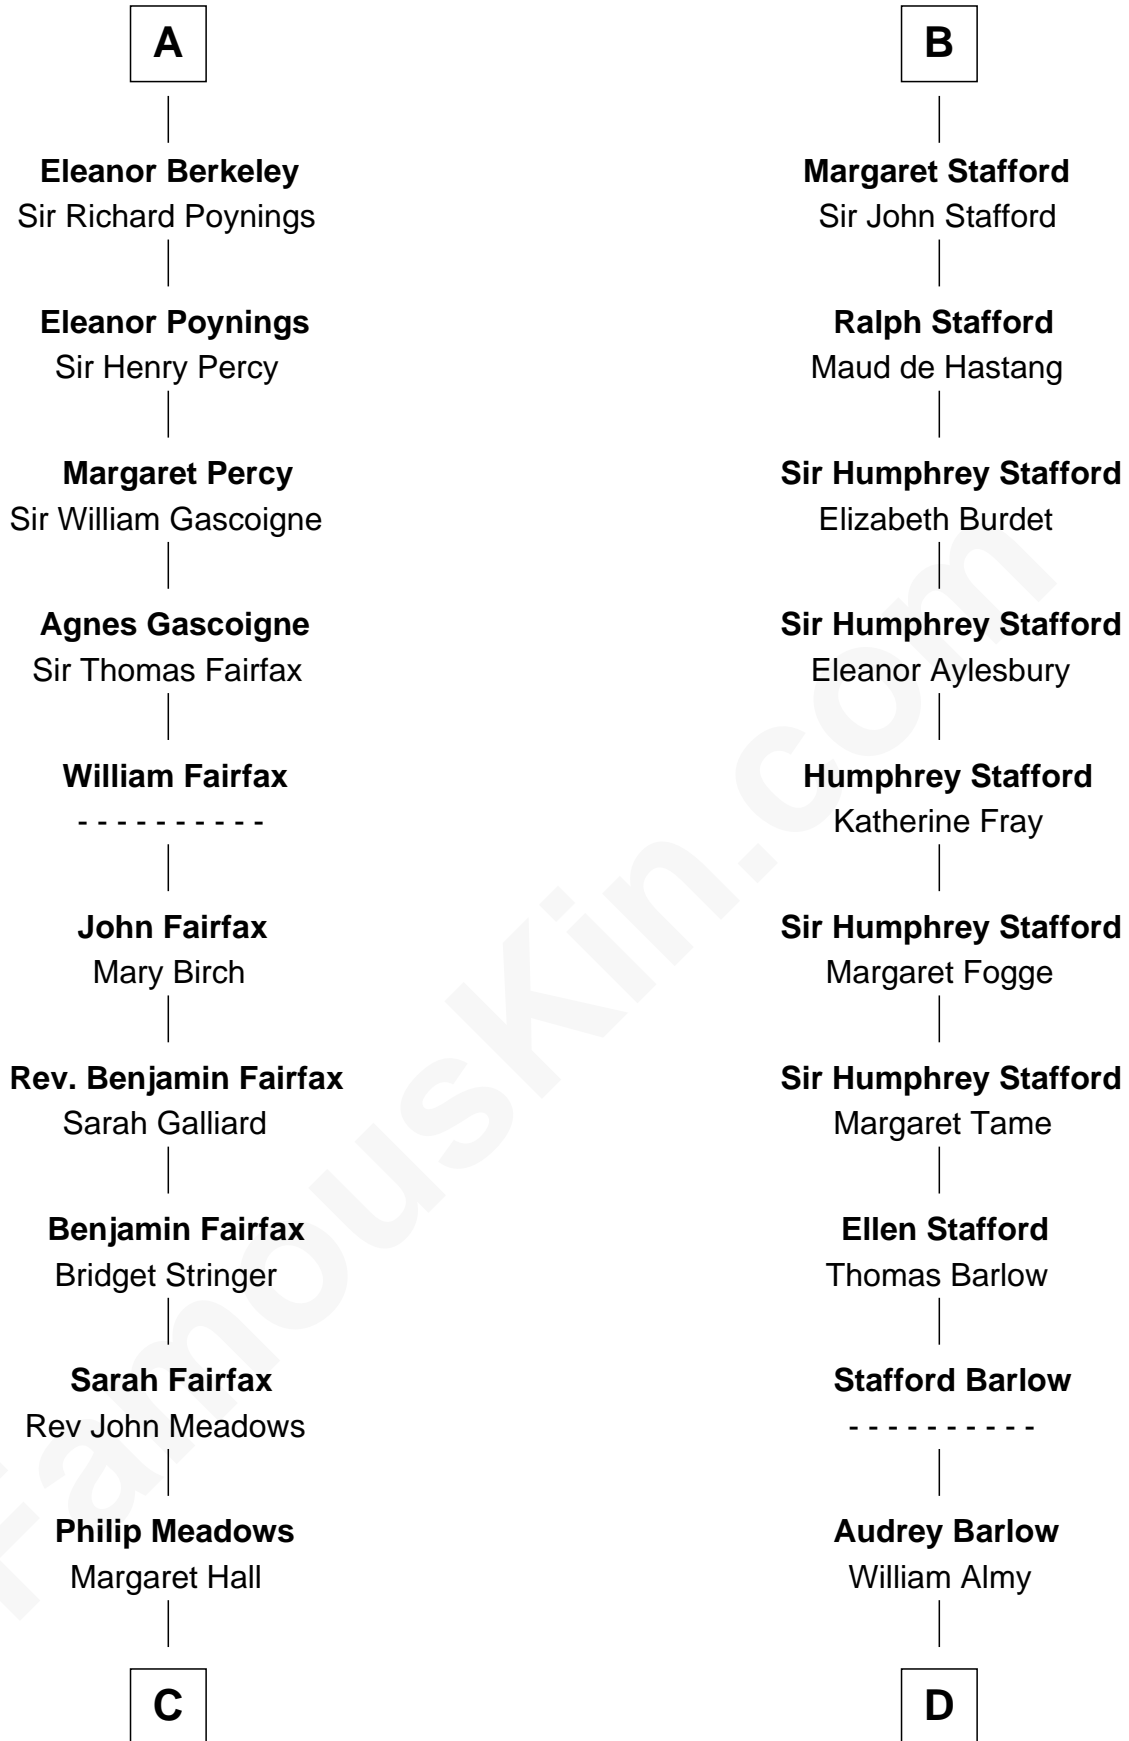 A
Eleanor Berkeley
Sir Richard Poynings
Eleanor Poynings
Sir Henry Percy
Margaret Percy
Sir William Gascoigne
Agnes Gascoigne
Sir Thomas Fairfax
William Fairfax
- - - - - - - - - -
John Fairfax
Mary Birch
Rev. Benjamin Fairfax
Sarah Galliard
Benjamin Fairfax
Bridget Stringer
Sarah Fairfax
Rev John Meadows
Philip Meadows
Margaret Hall
C
B
Margaret Stafford
Sir John Stafford
Ralph Stafford
Maud de Hastang
Sir Humphrey Stafford
Elizabeth Burdet
Sir Humphrey Stafford
Eleanor Aylesbury
Humphrey Stafford
Katherine Fray
Sir Humphrey Stafford
Margaret Fogge
Sir Humphrey Stafford
Margaret Tame
Ellen Stafford
Thomas Barlow
Stafford Barlow
- - - - - - - - - -
Audrey Barlow
William Almy
D
FamousKin.com